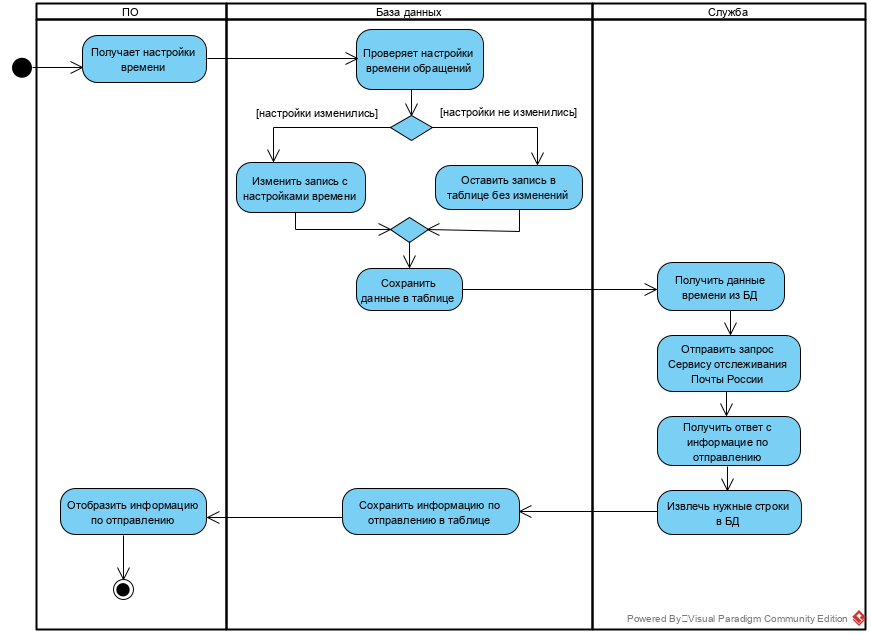 ПО
База данных
Служба
Получает настройки
времени
Проверяет настройки
времени обращений
[настройки изменились]
[настройки не изменились]
Изменить запись с
настройками времени
Оставить запись в
таблице без изменений
Сохранить
данные в таблице
Получить данные
времени из БД
Отправить запрос
Сервису отслеживания
Почты России
Получить ответ с
информацие по
отправлению
Извлечь нужные строки
в БД
Сохранить информацию по
отправлению в таблице
Отобразить информацию
по отправлению
Powered By Visual Paradigm Community Edition